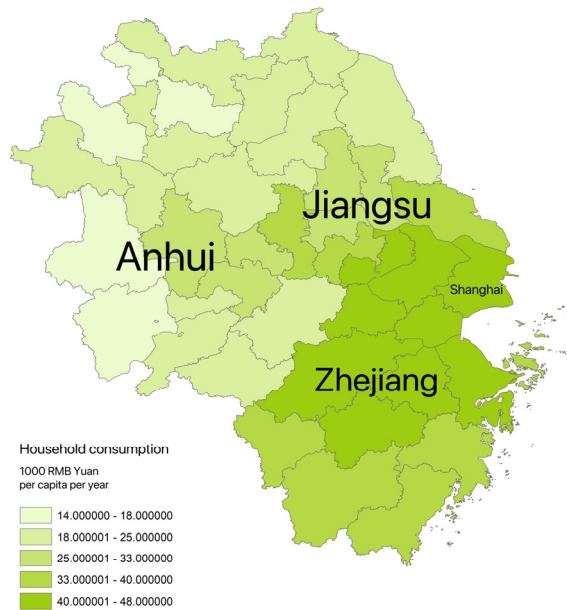 Jiangsu
Anhui
Shanghai
Zhejiang
Household consumption
1000 RMB Yuan
per capita per year
14.000000 - 18.000000
18.000001 - 25.000000
25.000001 - 33.000000
33.000001 - 40.000000
40.000001 - 48.000000